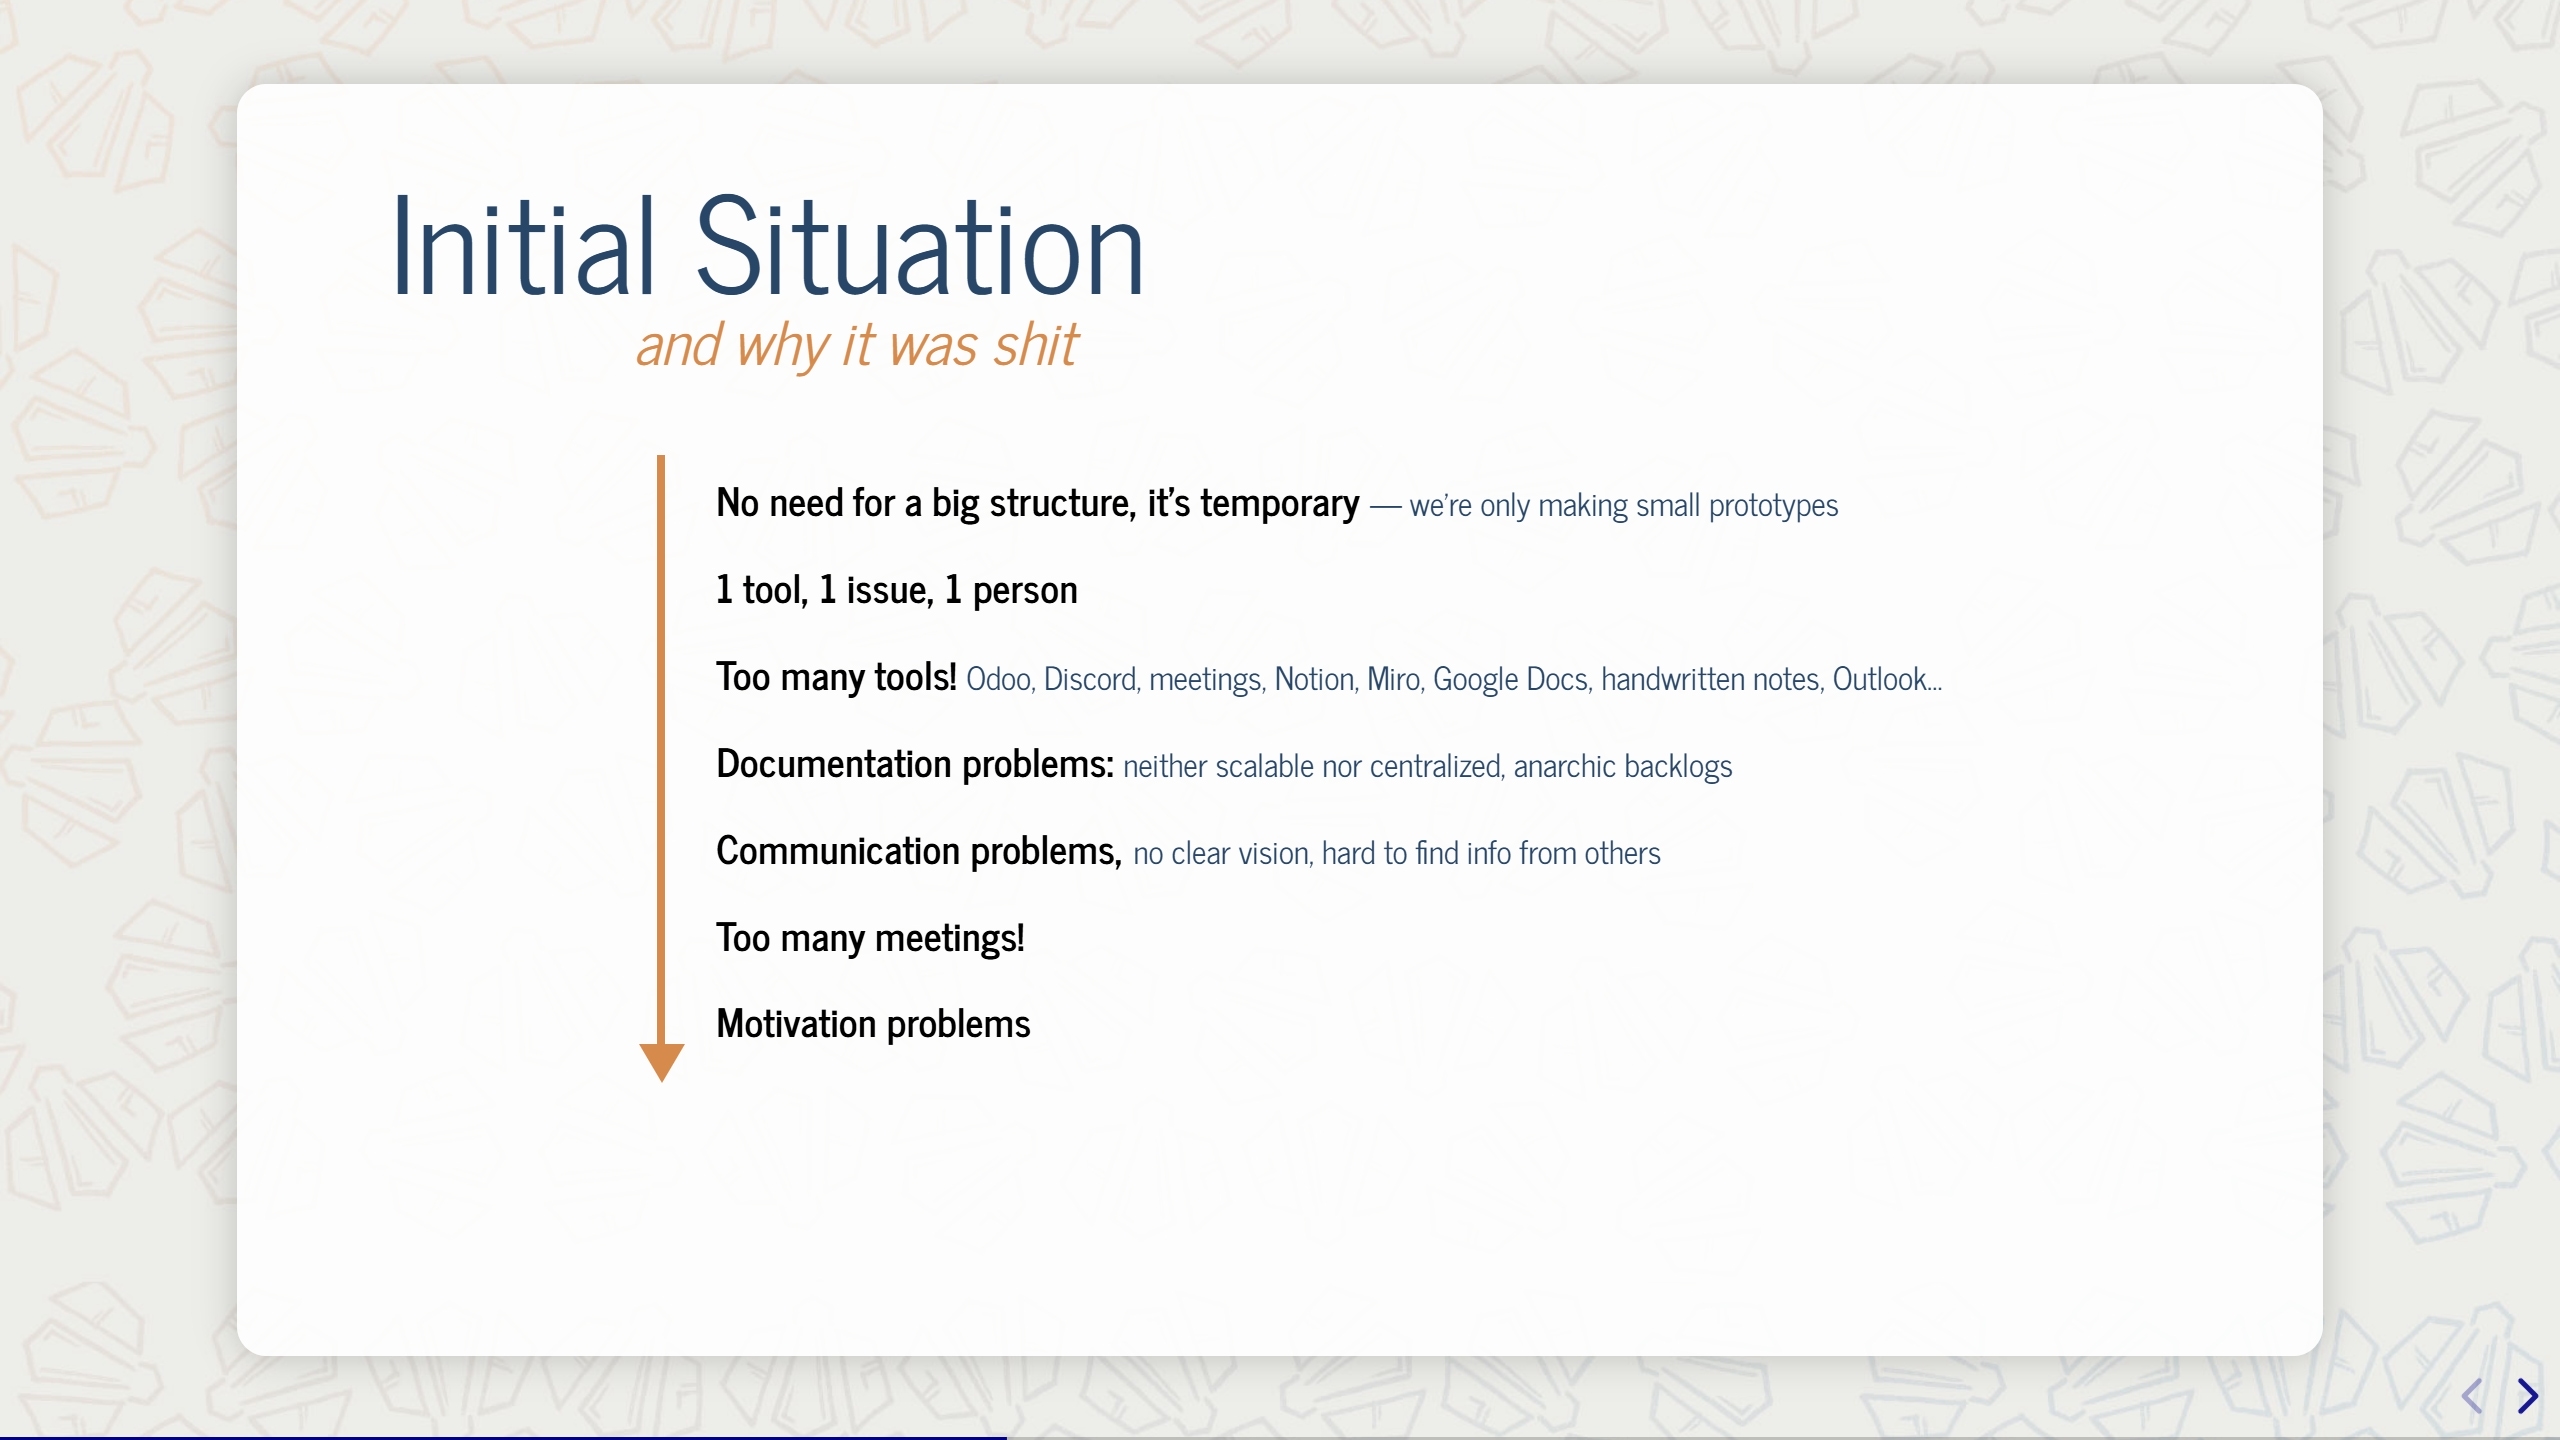 Initial Situation
and why it was shit
No need for a big structure, it’s temporary — we’re only making small prototypes
1 tool, 1 issue, 1 person
Too many tools! Odoo, Discord, meetings, Notion, Miro, Google Docs, handwritten notes, Outlook...
Documentation problems: neither scalable nor centralized, anarchic backlogs
Communication problems, no clear vision, hard to find info from others
Too many meetings!
Motivation problems